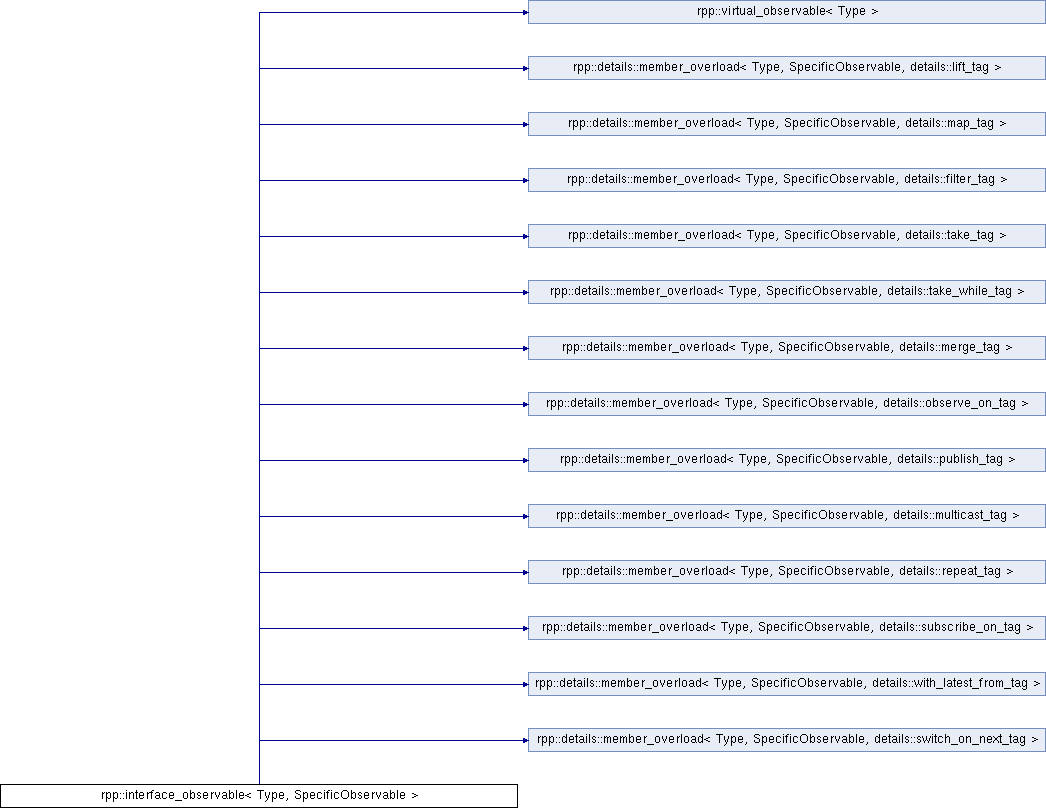 rpp::virtual_observable< Type >
rpp::details::member_overload< Type, SpecificObservable, details::lift_tag >
rpp::details::member_overload< Type, SpecificObservable, details::map_tag >
rpp::details::member_overload< Type, SpecificObservable, details::filter_tag >
rpp::details::member_overload< Type, SpecificObservable, details::take_tag >
rpp::details::member_overload< Type, SpecificObservable, details::take_while_tag >
rpp::details::member_overload< Type, SpecificObservable, details::merge_tag >
rpp::details::member_overload< Type, SpecificObservable, details::observe_on_tag >
rpp::details::member_overload< Type, SpecificObservable, details::publish_tag >
rpp::details::member_overload< Type, SpecificObservable, details::multicast_tag >
rpp::details::member_overload< Type, SpecificObservable, details::repeat_tag >
rpp::details::member_overload< Type, SpecificObservable, details::subscribe_on_tag >
rpp::details::member_overload< Type, SpecificObservable, details::with_latest_from_tag >
rpp::details::member_overload< Type, SpecificObservable, details::switch_on_next_tag >
rpp::interface_observable< Type, SpecificObservable >